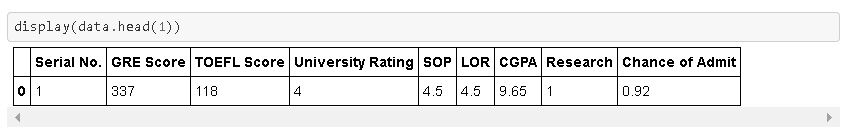 display(data.head(1))
Serial No. GRE Score TOEFL Score University Rating SOP LOR CGPA Research Chance of Admit
0 1 337 118 4 4.5 4.5 9.65 1 0.92